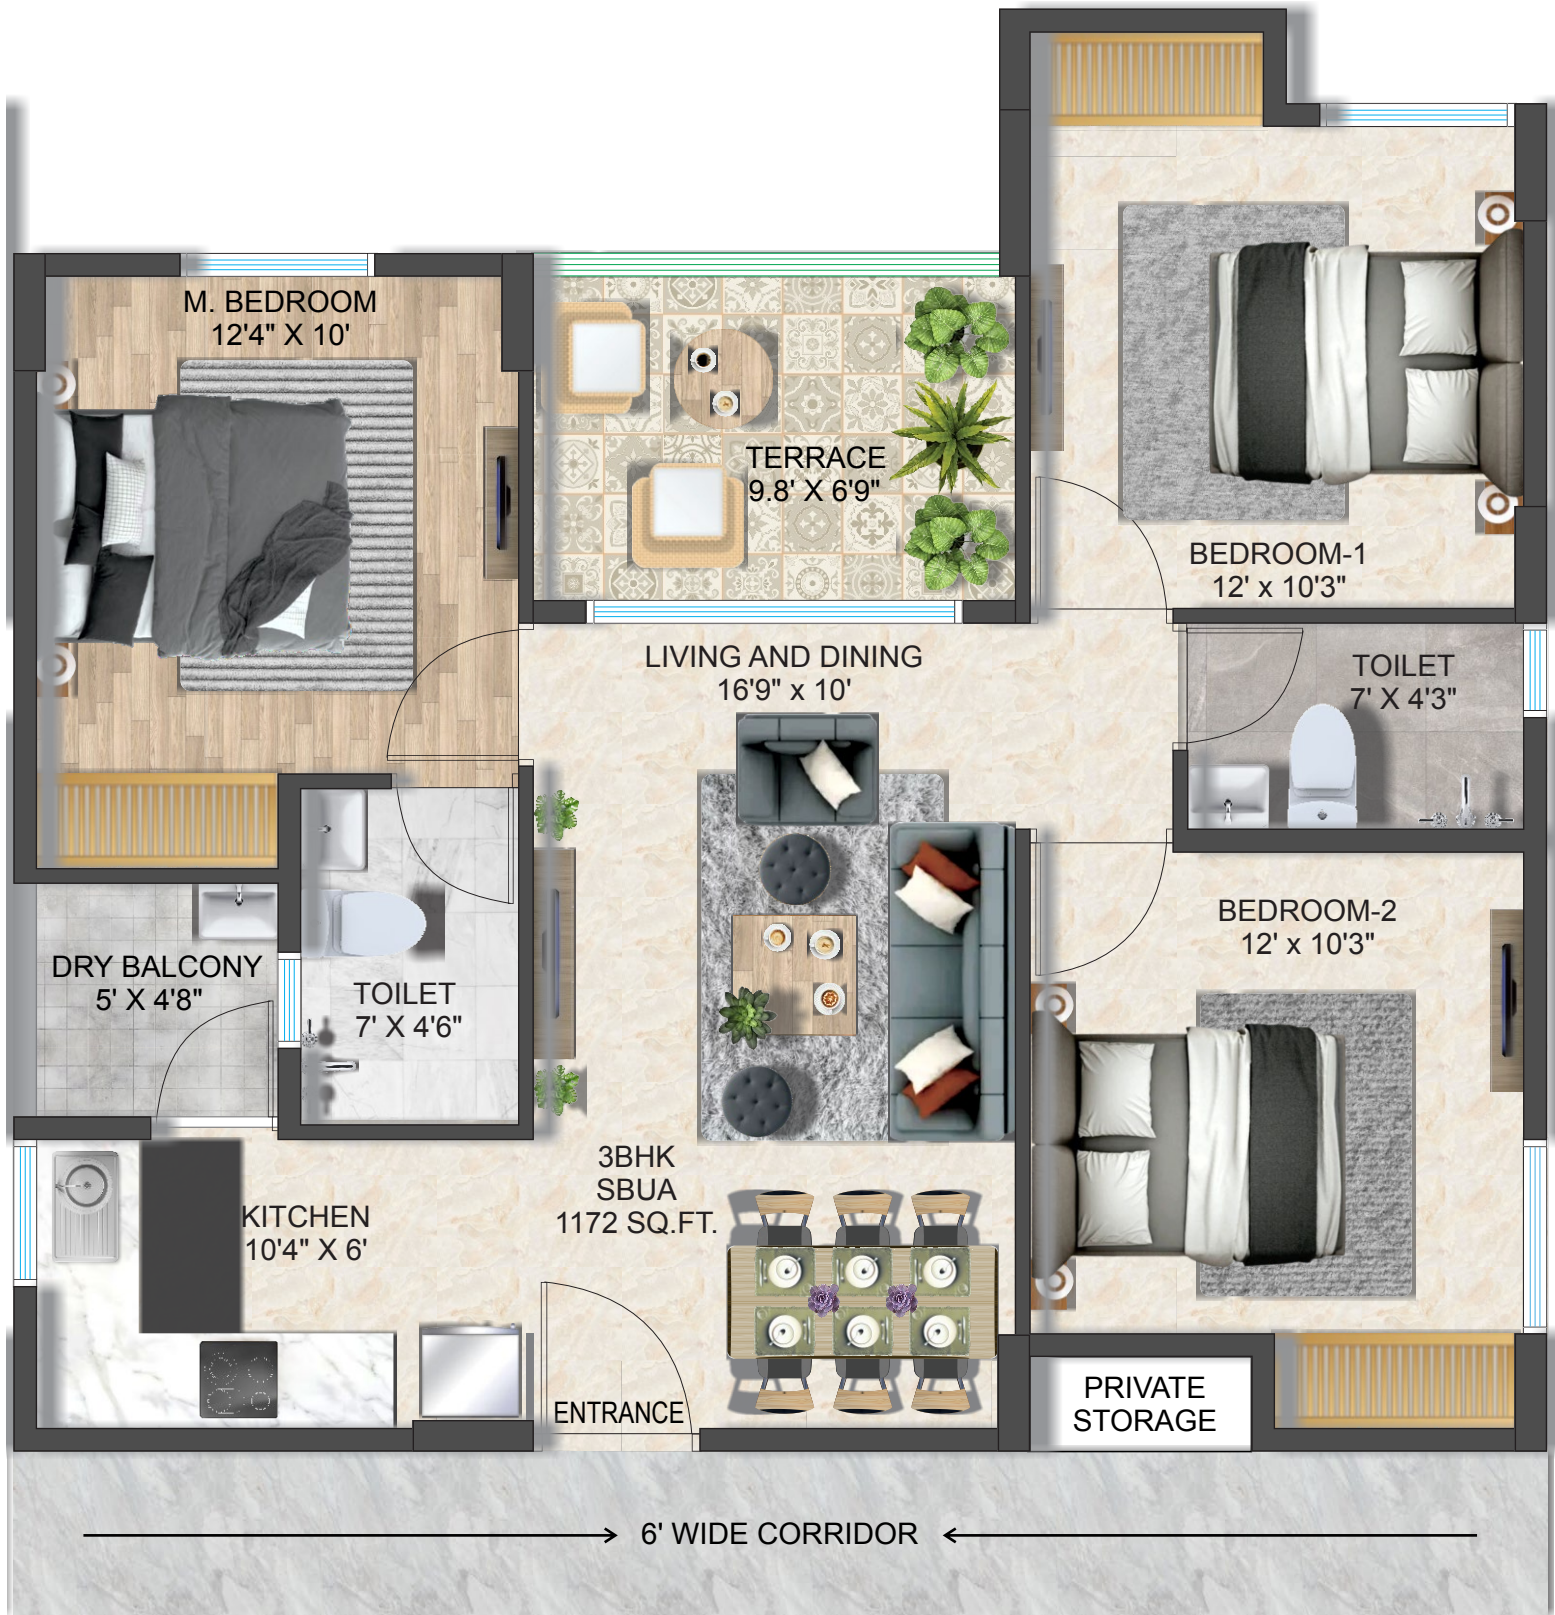 M. BEDROOM
12'4" X 10'
TERRACE
9.8' X 6'9"
BEDROOM-1
12' x 10'3"
LIVING AND DINING
16'9" x 10'
TOILET
7' X 4'3"
BEDROOM-2
12' x 10'3"
DRY BALCONY
5' X 4'8"
TOILET
7' X 4'6"
3BHK
SBUA
1172 SQ.FT.
KITCHEN
10'4" X 6'
ENTRANCE
PRIVATE
STORAGE
6' WIDE CORRIDOR